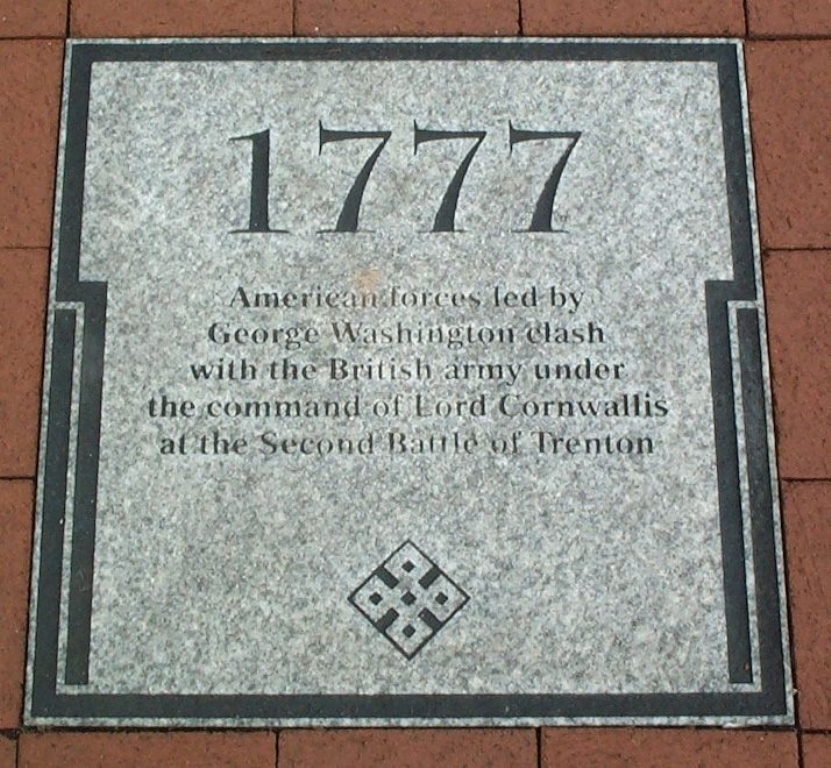 1777
American forces led by
George Washington clash
with the British army under
the command of Lord Cornwallis
at the Second Battle of Trenton